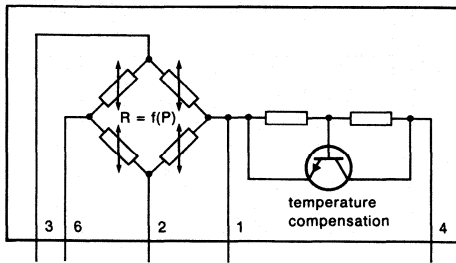 R = f(P)
temperature
compensation
3 6 2 1 4